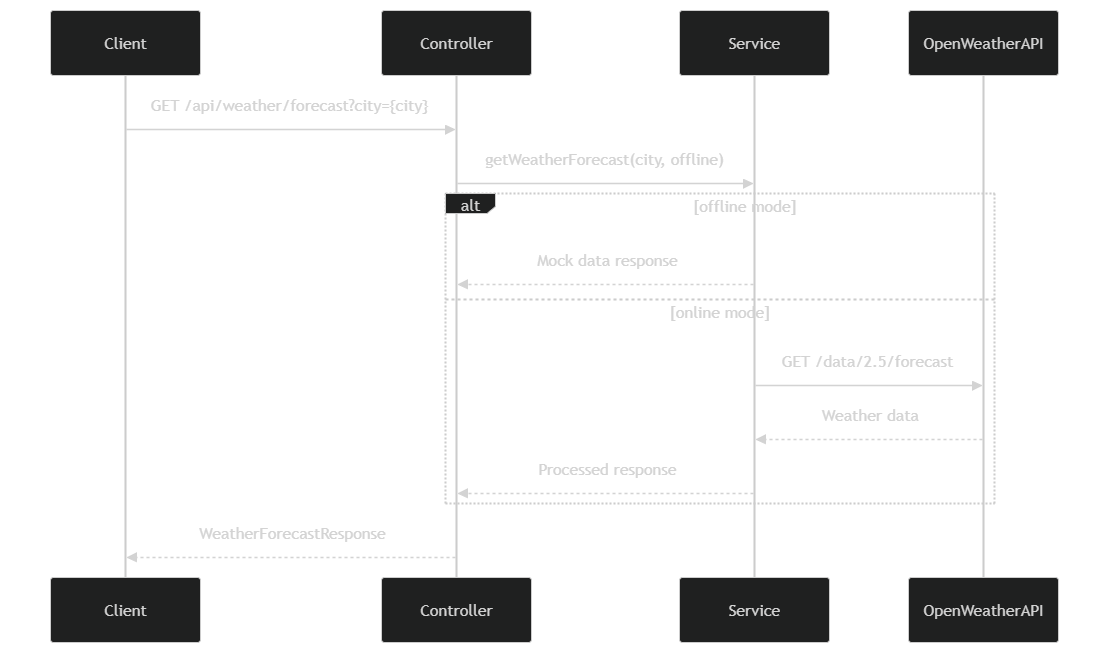 Client
Controller
Service
OpenWeatherAPI
GET /api/weather/forecast?city={city}
getWeatherForecast(city, offline)
alt
[offline mode]
Mock data response
[online mode]
GET /data/2.5/forecast
Weather data
Processed response
WeatherForecastResponse
Client
Controller
Service
OpenWeatherAPI